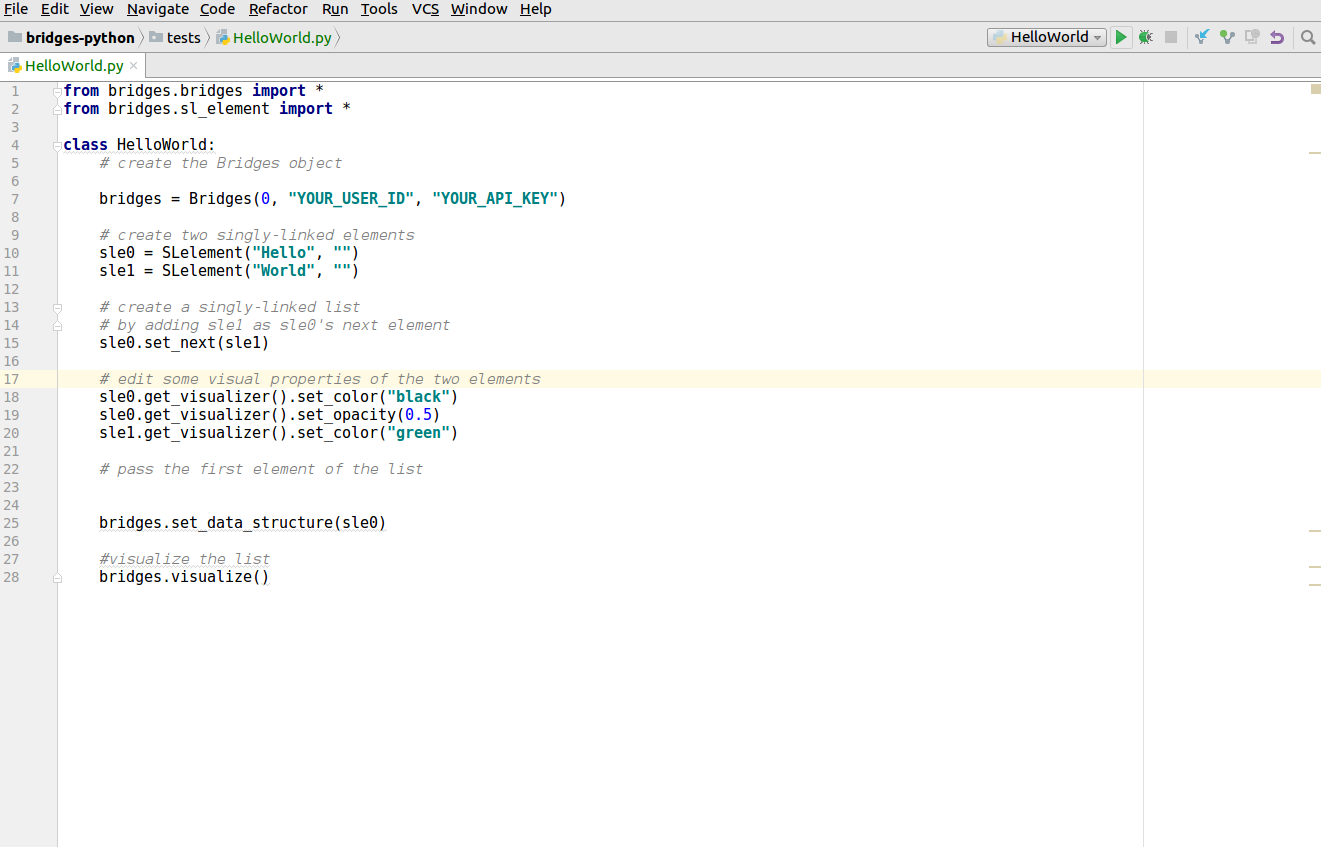 File Edit View Navigate Code Refactor Run Tools VCS Window Help
bridges-python tests HelloWorld.py HelloWorld
HelloWorld.py
1 from bridges.bridges import *
2 from bridges.sl_element import *
3
4 class HelloWorld:
5 # create the Bridges object
6
7 bridges = Bridges(0, "YOUR_USER_ID", "YOUR_API_KEY")
8
9 # create two singly-linked elements
10 sle0 = SLelement("Hello", "")
11 sle1 = SLelement("World", "")
12
13 # create a singly-linked list
14 # by adding sle1 as sle0's next element
15 sle0.set_next(sle1)
16
17 # edit some visual properties of the two elements
18 sle0.get_visualizer().set_color("black")
19 sle0.get_visualizer().set_opacity(0.5)
20 sle1.get_visualizer().set_color("green")
21
22 # pass the first element of the list
23
24
25 bridges.set_data_structure(sle0)
26
27 #visualize the list
28 bridges.visualize()